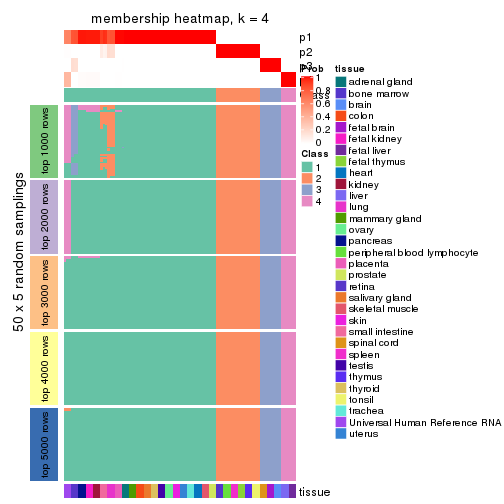 membership heatmap, k = 4
p1
p2
Prob
1
0.8
0.6
0.4
0.2
0
Class
1
2
3
4
tissue
adrenal gland
bone marrow
brain
colon
fetal brain
fetal kidney
fetal liver
fetal thymus
heart
kidney
liver
lung
mammary gland
ovary
pancreas
peripheral blood lymphocyte
placenta
prostate
retina
salivary gland
skeletal muscle
skin
small intestine
spinal cord
spleen
testis
thymus
thyroid
tonsil
trachea
Universal Human Reference RNA
uterus
50 x 5 random samplings
top 1000 rows
top 2000 rows
top 3000 rows
top 4000 rows
top 5000 rows
tissue